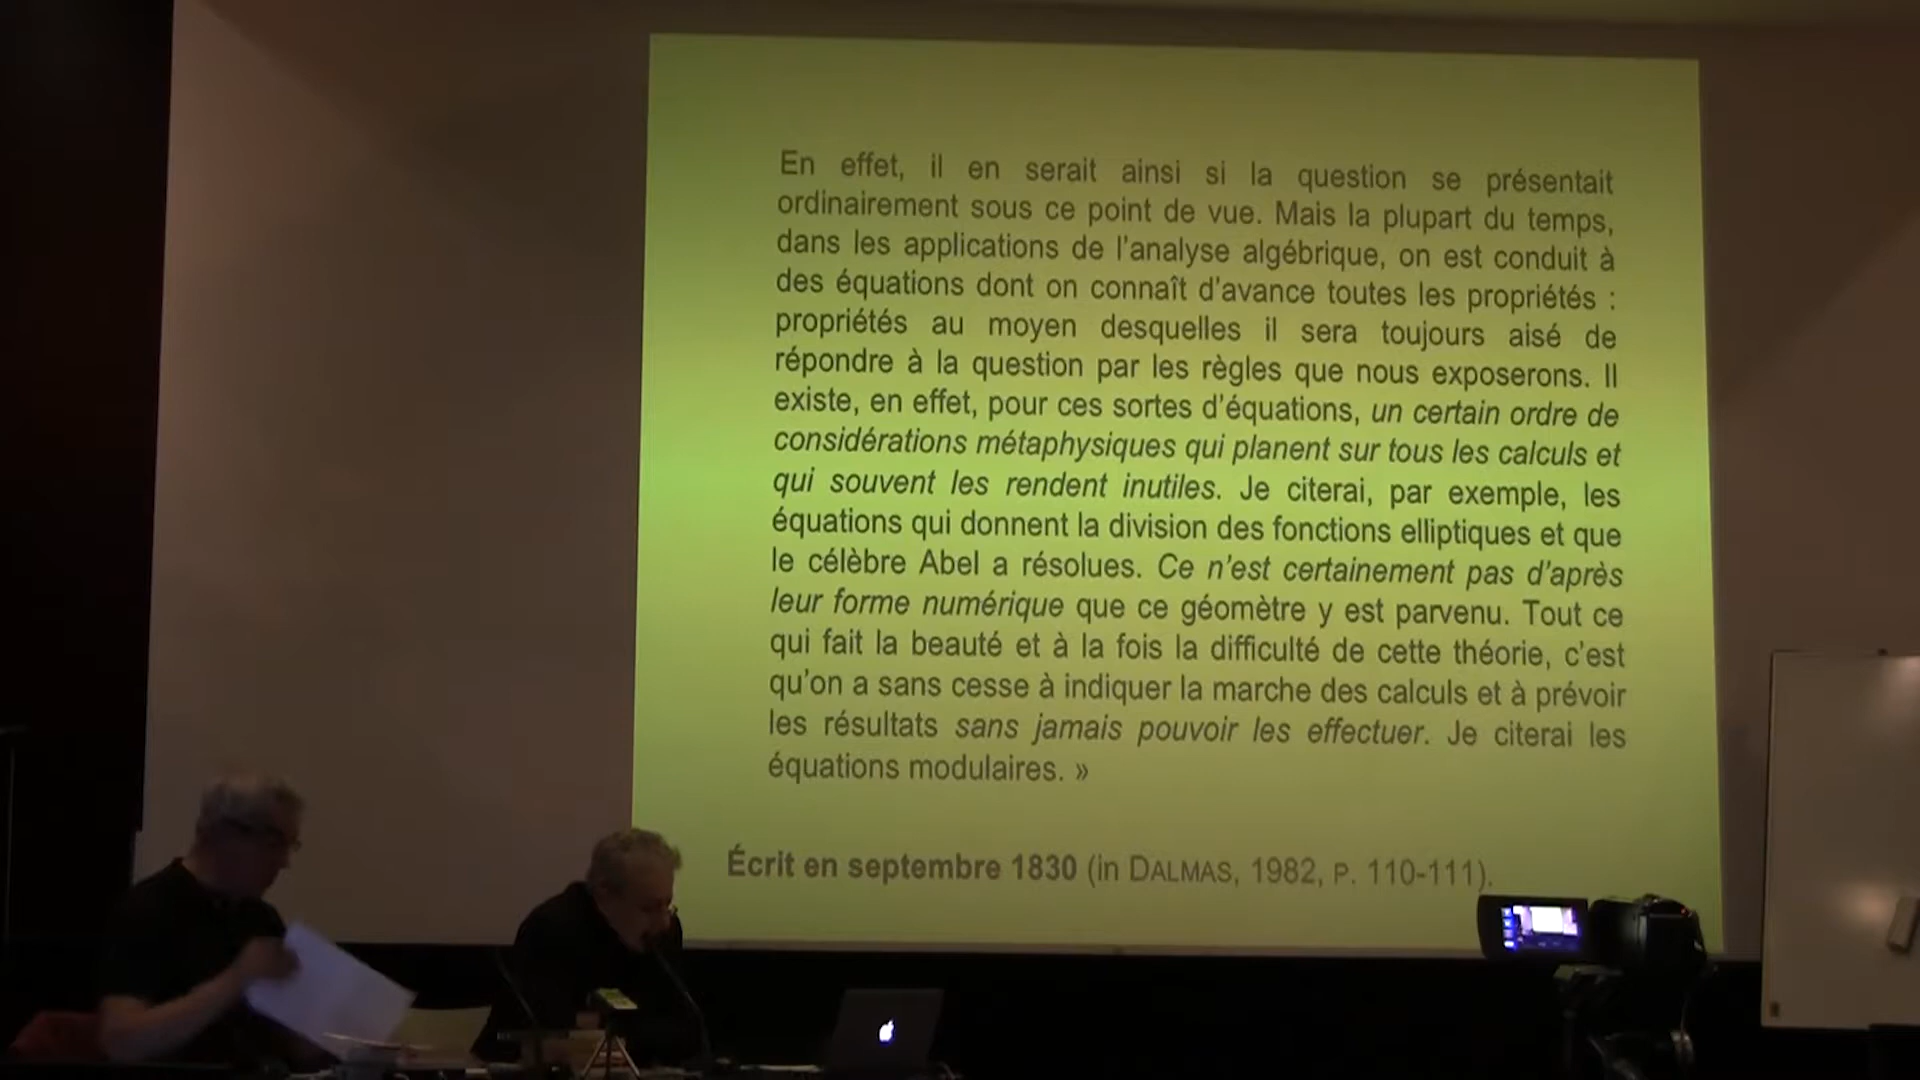 En effet, il en serait ainsi si la question se présentait
ordinairement sous ce point de vue. Mais la plupart du temps,
dans les applications de l'analyse algébrique, on est conduit à
des équations dont on connaît d'avance toutes les propriétés :
propriétés au moyen desquelles il sera toujours aisé de
répondre à la question par les règles que nous exposerons. Il
existe, en effet, pour ces sortes d'équations, un certain ordre de
considérations métaphysiques qui planent sur tous les calculs et
qui souvent les rendent inutiles. Je citerai, par exemple, les
équations qui donnent la division des fonctions elliptiques et que
le célèbre Abel a résolues. Ce n'est certainement pas d'après
leur forme numérique que ce géomètre y est parvenu. Tout ce
qui fait la beauté et à la fois la difficulté de cette théorie, c'est
qu'on a sans cesse à indiquer la marche des calculs et à prévoir
les résultats sans jamais pouvoir les effectuer. Je citerai les
équations modulaires. »
Écrit en septembre 1830 (in DALMAS, 1982, P. 110-111).